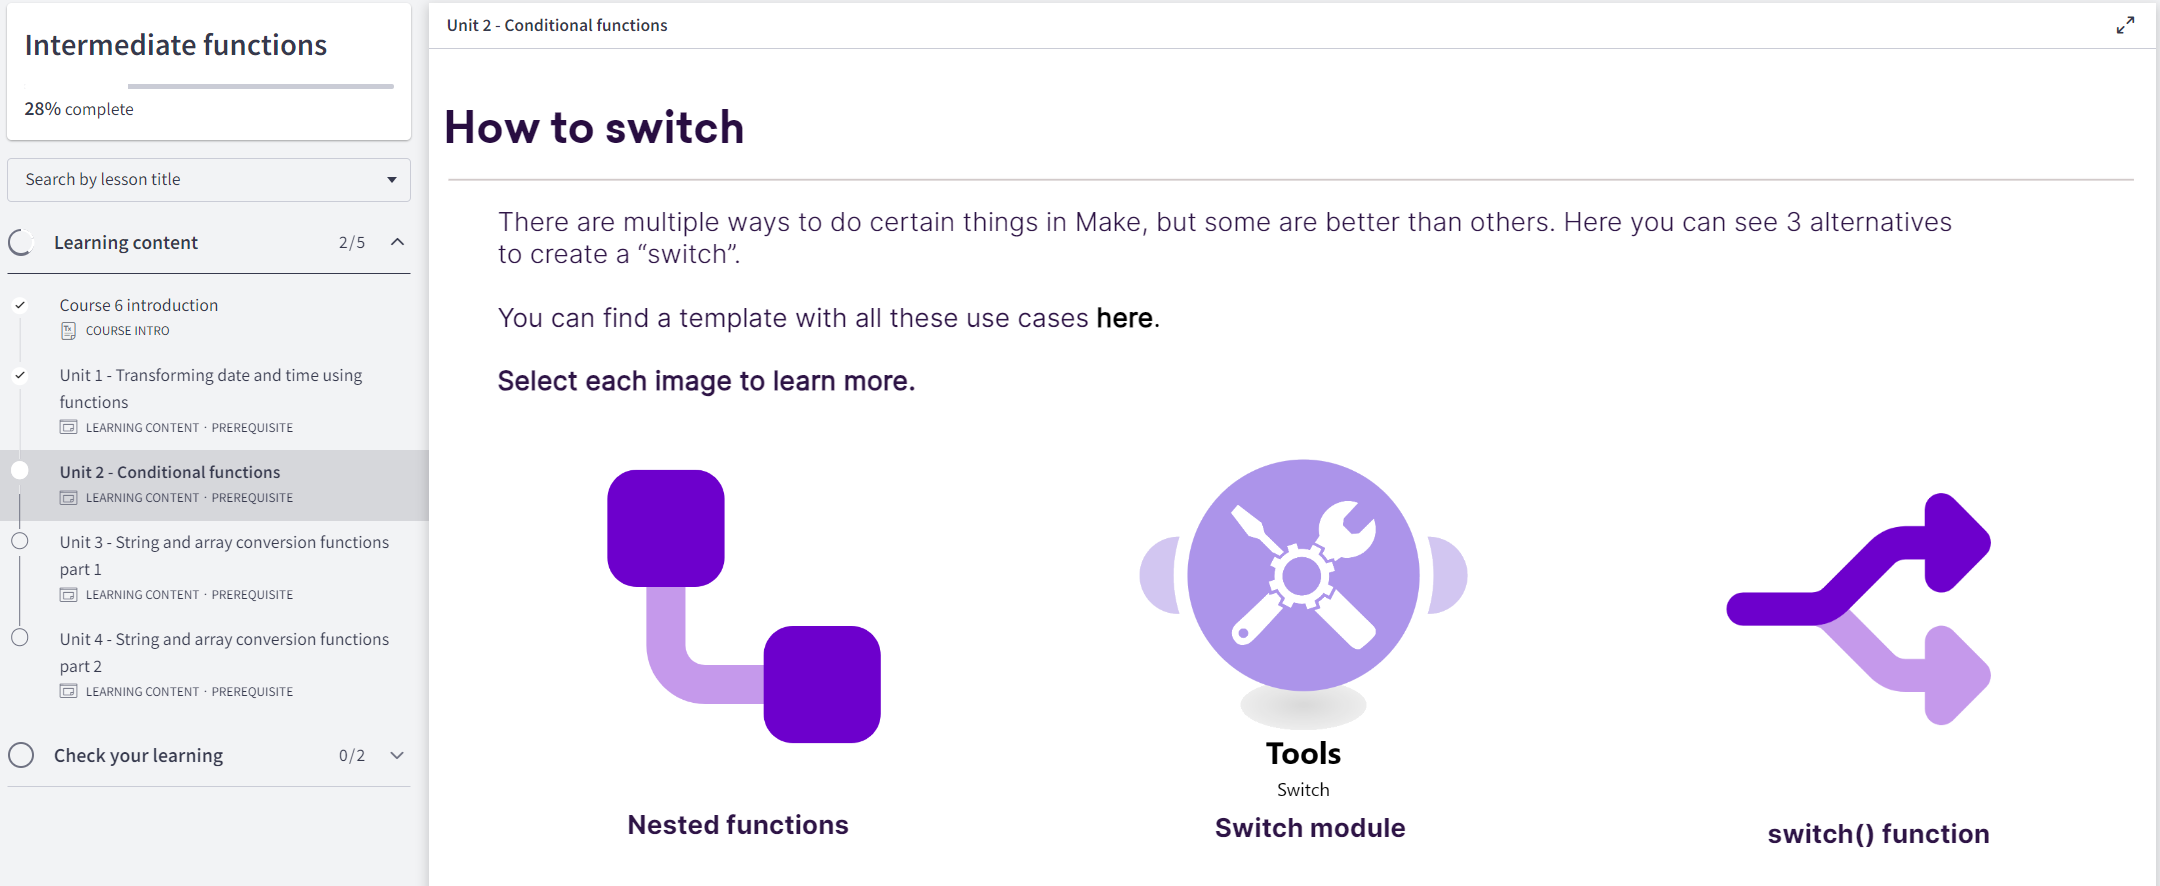 Intermediate functions
28% complete
Search by lesson title
Learning content 2/5
Course 6 introduction
COURSE INTRO
Unit 1 - Transforming date and time using
functions
LEARNING CONTENT · PREREQUISITE
Unit 2 - Conditional functions
LEARNING CONTENT · PREREQUISITE
Unit 3 - String and array conversion functions
part 1
LEARNING CONTENT · PREREQUISITE
Unit 4 - String and array conversion functions
part 2
LEARNING CONTENT · PREREQUISITE
Check your learning 0/2
Unit 2 - Conditional functions
How to switch
There are multiple ways to do certain things in Make, but some are better than others. Here you can see 3 alternatives
to create a “switch”.
You can find a template with all these use cases here.
Select each image to learn more.
Tools
Switch
Nested functions
Switch module
switch() function